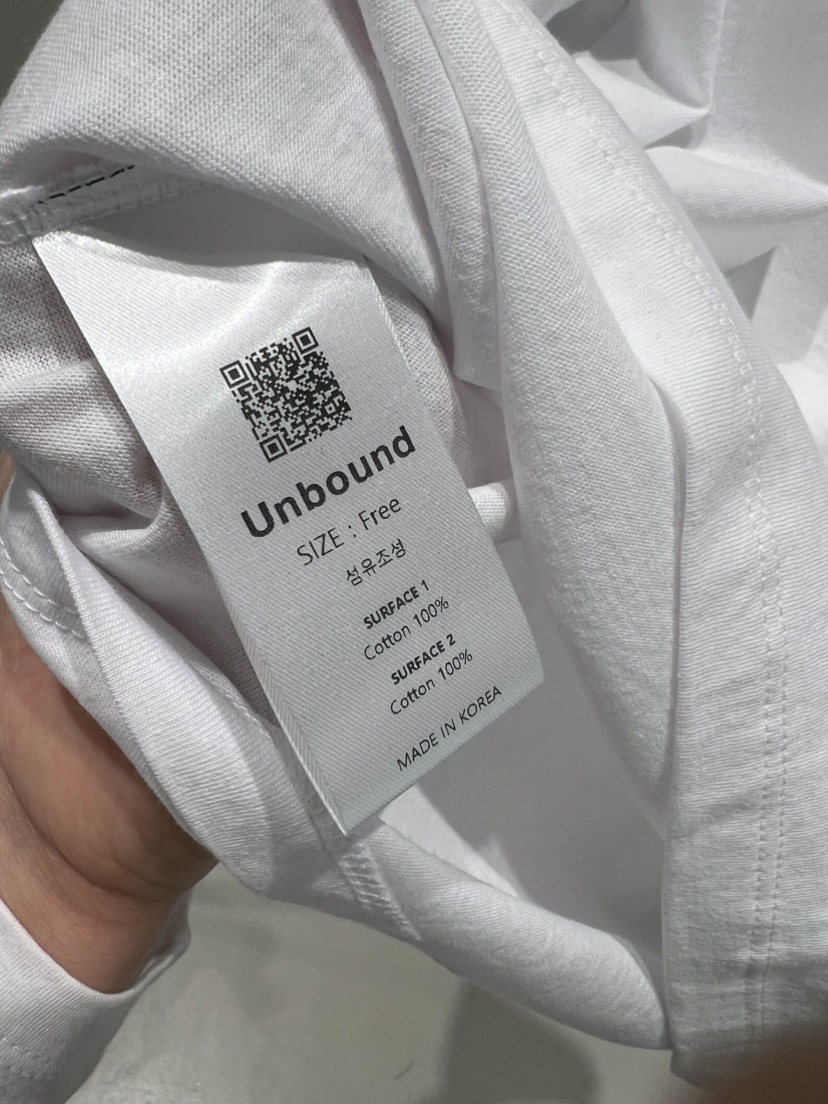 Unbound
SIZE : Free
섬유조성
SURFACE 1
Cotton 100%
SURFACE 2
Cotton 100%
MADE IN KOREA